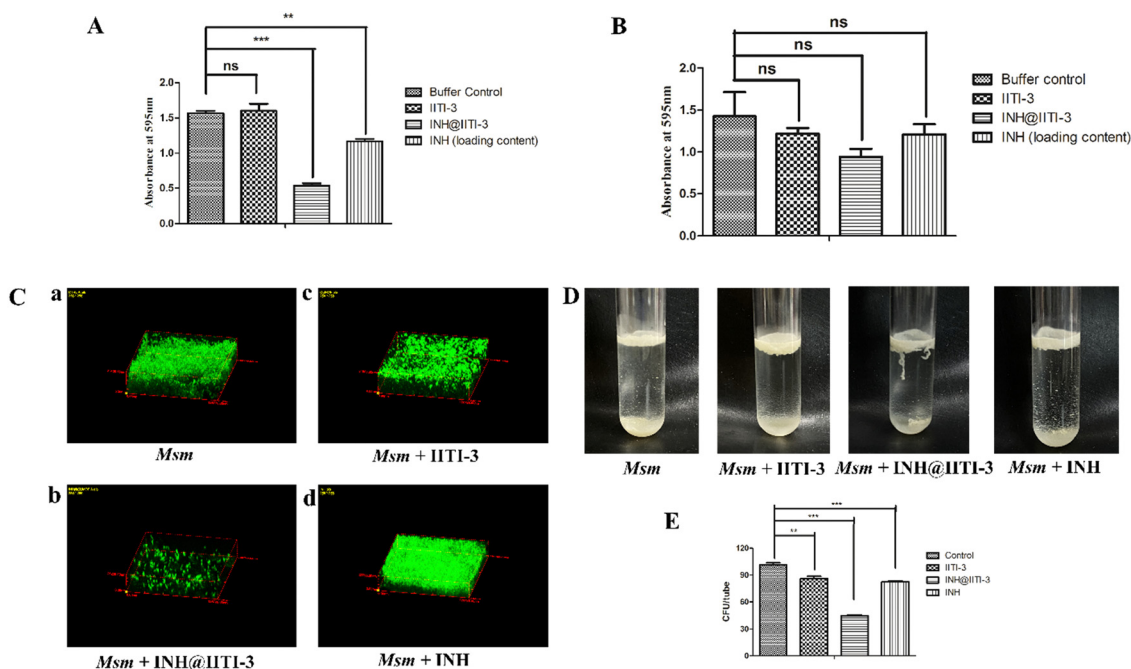 A
**
***
ns
Absorbance at 595nm
2.0
1.5
1.0
0.5
0.0
Buffer Control
IITI-3
INH@IITI-3
INH (loading content)
B
ns
ns
ns
Absorbance at 595nm
2.0
1.5
1.0
0.5
0.0
Buffer control
IITI-3
INH@IITI-3
INH (loading content)
C
a
Msm
c
Msm + IITI-3
b
Msm + INH@IITI-3
d
Msm + INH
D
Msm
Msm + IITI-3
Msm + INH@IITI-3
Msm + INH
E
***
***
**
CFU/tube
120
90
60
30
0
Control
IITI-3
INH@IITI-3
INH